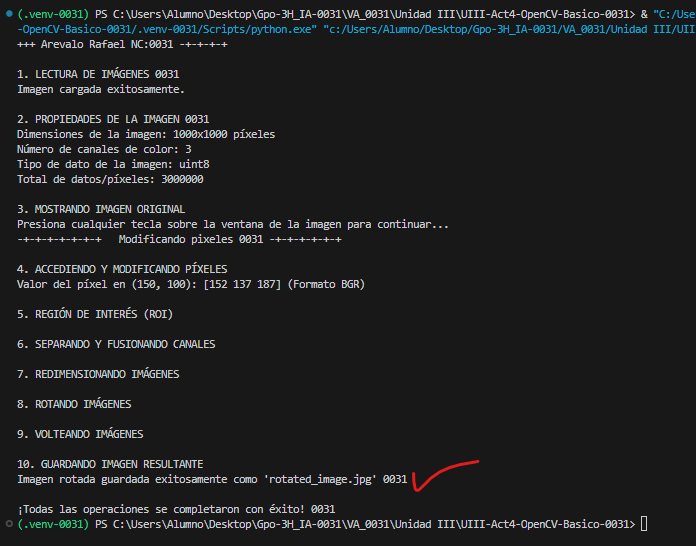 (.venv-0031) PS C:\Users\Alumno\Desktop\Gpo-3H_IA-0031\VA_0031\Unidad III\UIII-Act4-OpenCV-Basico-0031> & "C:/Use
-OpenCV-Basico-0031/.venv-0031/Scripts/python.exe" "c:/Users/Alumno/Desktop/Gpo-3H_IA-0031/VA_0031/Unidad III/UII
+++ Arevalo Rafael NC:0031 -+-+-+-+
1. LECTURA DE IMÁGENES 0031
Imagen cargada exitosamente.
2. PROPIEDADES DE LA IMAGEN 0031
Dimensiones de la imagen: 1000x1000 píxeles
Número de canales de color: 3
Tipo de dato de la imagen: uint8
Total de datos/píxeles: 3000000
3. MOSTRANDO IMAGEN ORIGINAL
Presiona cualquier tecla sobre la ventana de la imagen para continuar...
-+-+-+-+-+-+-+   Modificando pixeles 0031 -+-+-+-+-+-+
4. ACCEDIENDO Y MODIFICANDO PÍXELES
Valor del píxel en (150, 100): [152 137 187] (Formato BGR)
5. REGIÓN DE INTERÉS (ROI)
6. SEPARANDO Y FUSIONANDO CANALES
7. REDIMENSIONANDO IMÁGENES
8. ROTANDO IMÁGENES
9. VOLTEANDO IMÁGENES
10. GUARDANDO IMAGEN RESULTANTE
Imagen rotada guardada exitosamente como 'rotated_image.jpg' 0031
¡Todas las operaciones se completaron con éxito! 0031
(.venv-0031) PS C:\Users\Alumno\Desktop\Gpo-3H_IA-0031\VA_0031\Unidad III\UIII-Act4-OpenCV-Basico-0031>